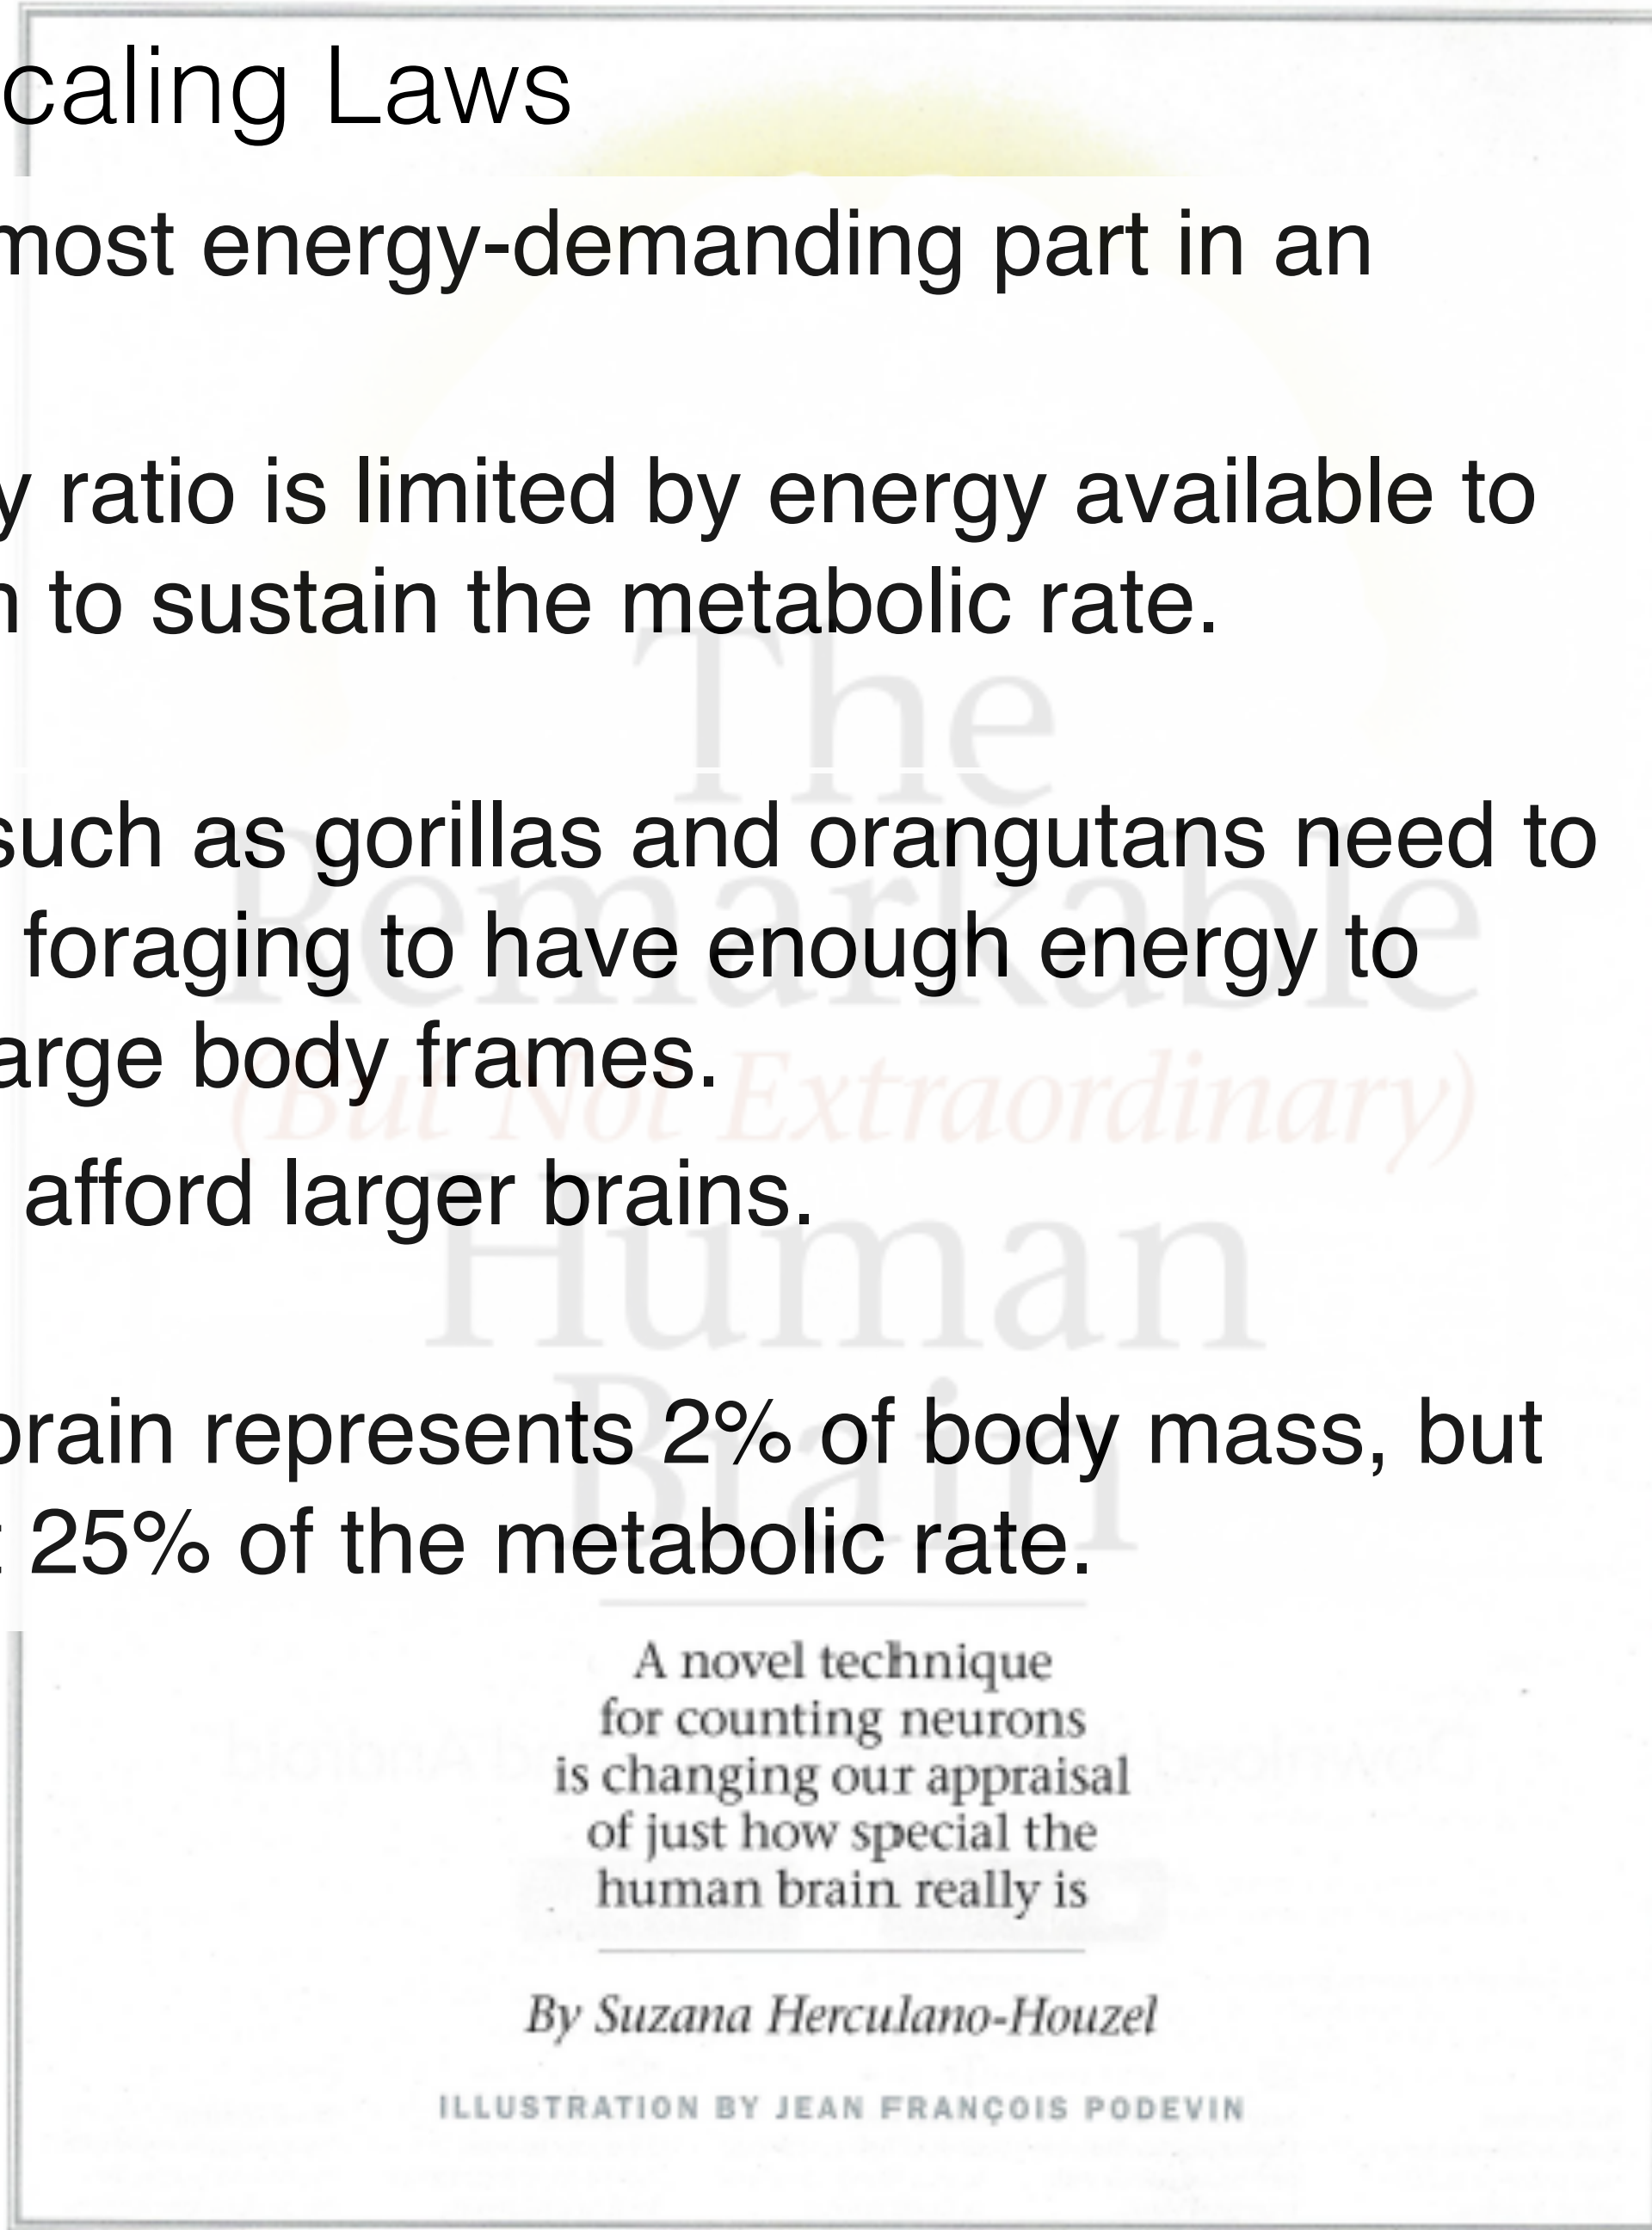 caling Laws
most energy-demanding part in an
y ratio is limited by energy available to
to sustain the metabolic rate.
The
such as gorillas and orangutans need to
Remarkable
foraging to have enough energy to
arge body frames.
(But Not Extraordinary)
afford larger brains.
Human
brain represents 2% of body mass, but
Brain
25% of the metabolic rate.
A novel technique
for counting neurons
is changing our appraisal
of just how special the
human brain really is
By Suzana Herculano-Houzel
ILLUSTRATION BY JEAN FRANÇOIS PODEVIN